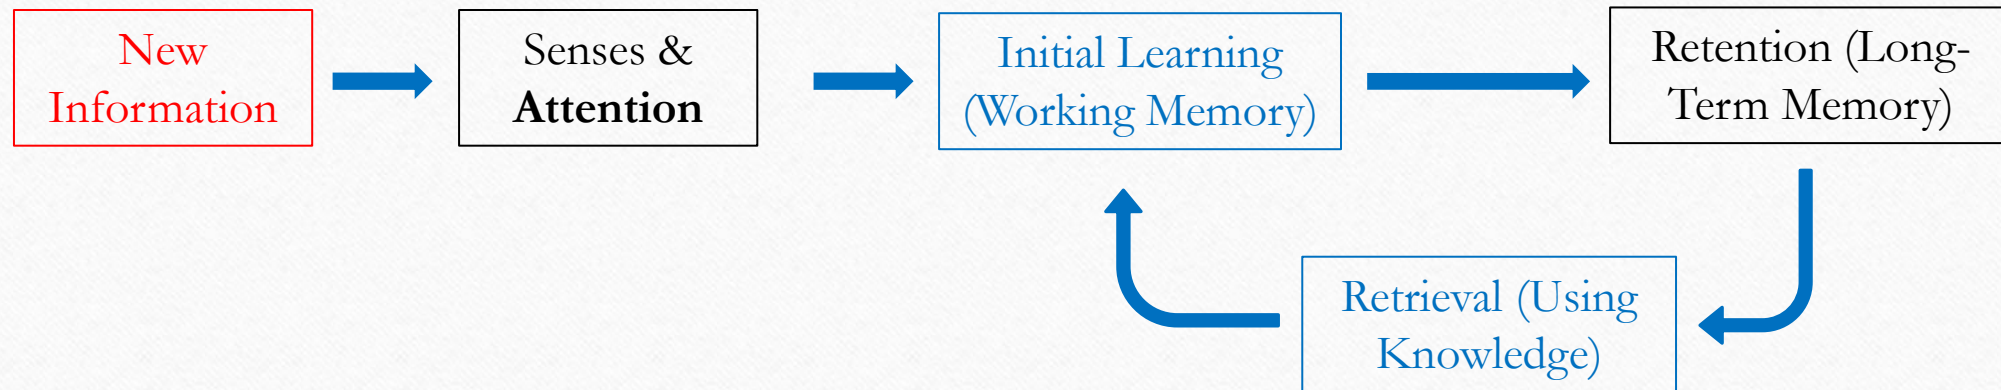 New
Information
Senses &
Attention
Initial Learning
(Working Memory)
Retention (Long-
Term Memory)
Retrieval (Using
Knowledge)